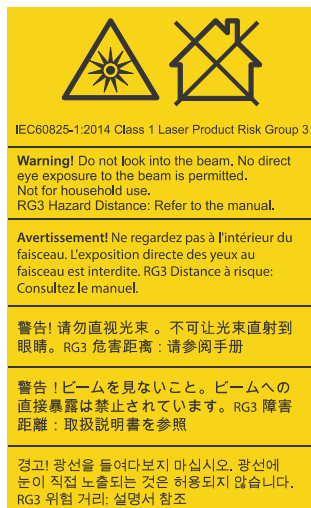 IEC60825-1:2014 Class 1 Laser Product Risk Group 3
Warning! Do not look into the beam. No direct
eye exposure to the beam is permitted.
Not for household use.
RG3 Hazard Distance: Refer to the manual.
Avertissement! Ne regardez pas à l'intérieur du
faisceau. L'exposition directe des yeux au
faisceau est interdite. RG3 Distance à risque:
Consultez le manuel.
警告! 请勿直视光束 。不可让光束直射到
眼睛。RG3 危害距离 : 请参阅手册
警告 ! ビームを見ないこと。ビームへの
直接暴露は禁止されています。RG3 障害
距離 : 取扱説明書を参照
경고! 광선을 들여다보지 마십시오. 광선에
눈이 직접 노출되는 것은 허용되지 않습니다.
RG3 위험 거리: 설명서 참조